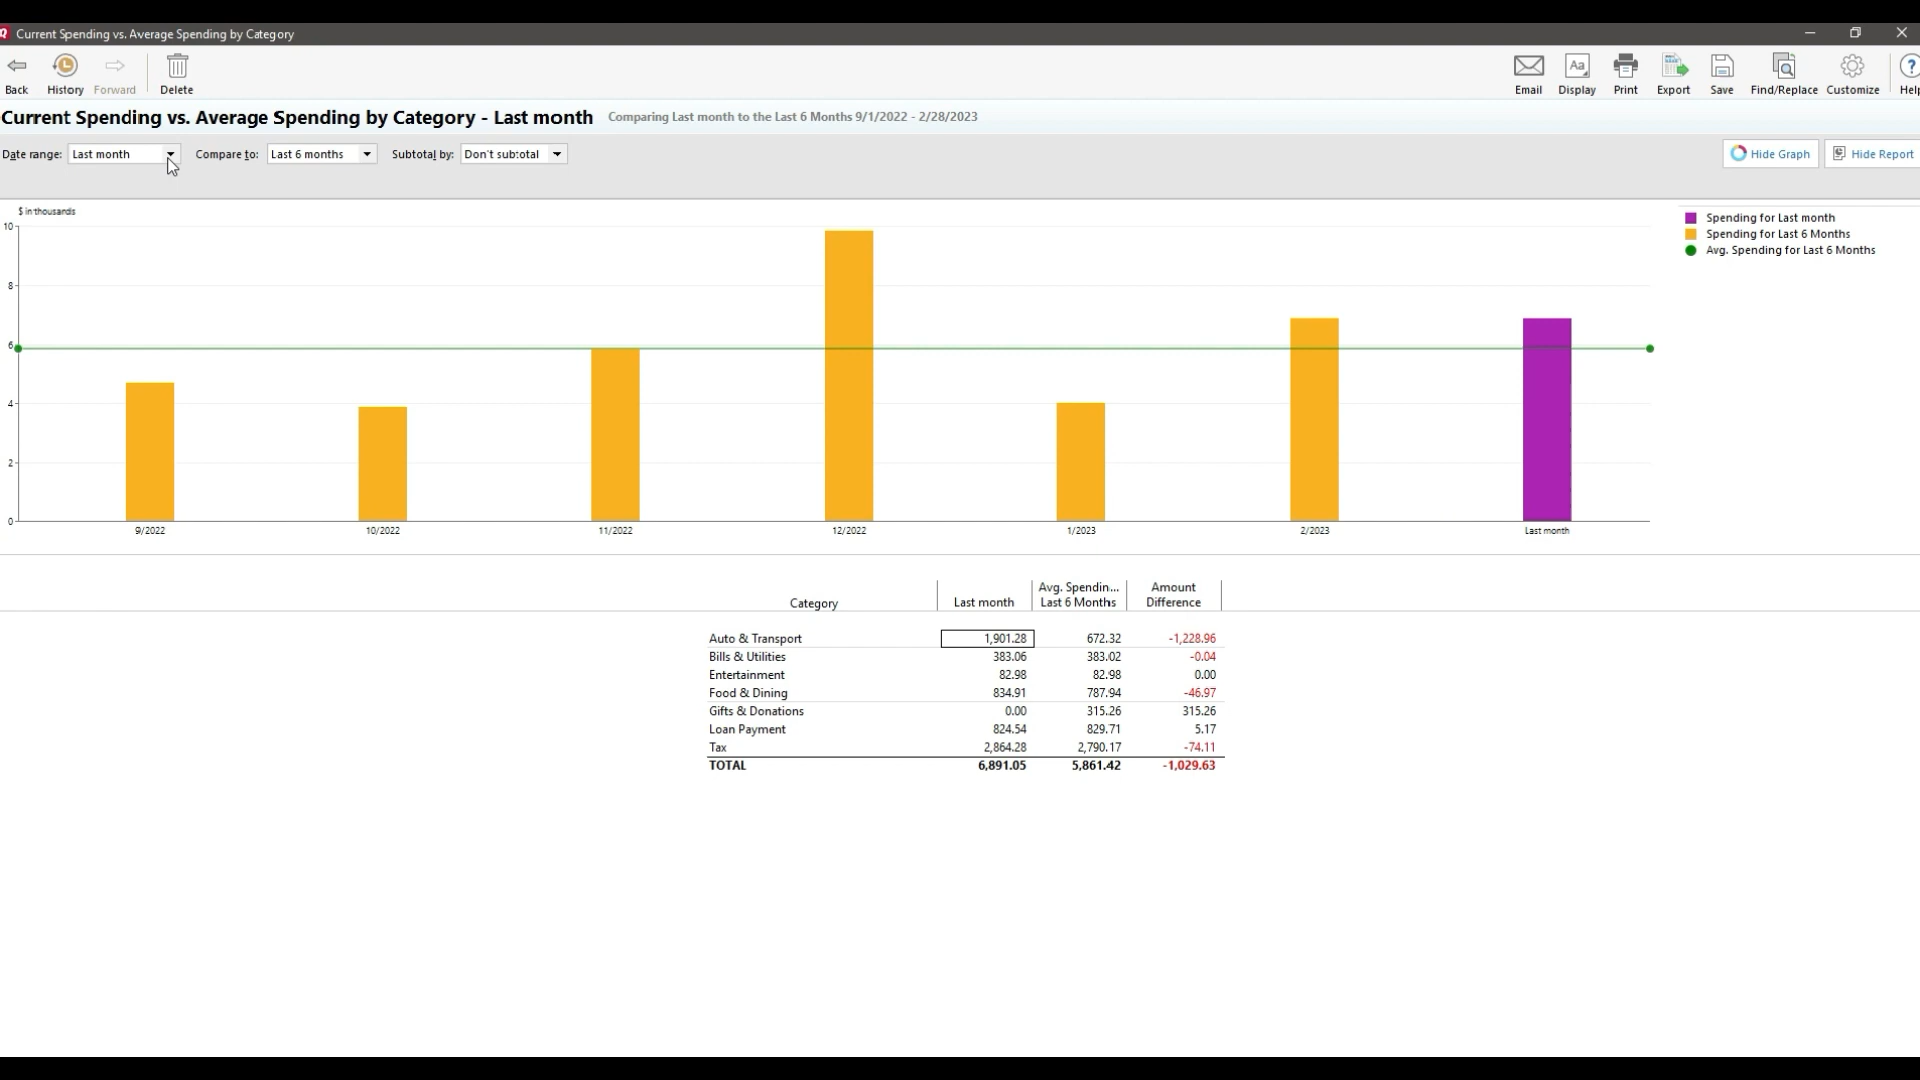 Current Spending vs. Average Spending by Category
Back History Forward Delete Email Display Print Export Save Find/Replace Customize Help
Current Spending vs. Average Spending by Category - Last month Comparing Last month to the Last 6 Months 9/1/2022 - 2/28/2023
Date range: Last month Compare to: Last 6 months Subtotal by: Don't subtotal Hide Graph Hide Report
$ in thousands
10
8
6
4
2
0
9/2022 10/2022 11/2022 12/2022 1/2023 2/2023 Last month
Spending for Last month
Spending for Last 6 Months
Avg. Spending for Last 6 Months
Category Last month Avg. Spendin... Last 6 Months Amount Difference
Auto & Transport 1,901.28 672.32 -1,228.96
Bills & Utilities 383.06 383.02 -0.04
Entertainment 82.98 82.98 0.00
Food & Dining 834.91 787.94 -46.97
Gifts & Donations 0.00 315.26 315.26
Loan Payment 824.54 829.71 5.17
Tax 2,864.28 2,790.17 -74.11
TOTAL 6,891.05 5,861.42 -1,029.63